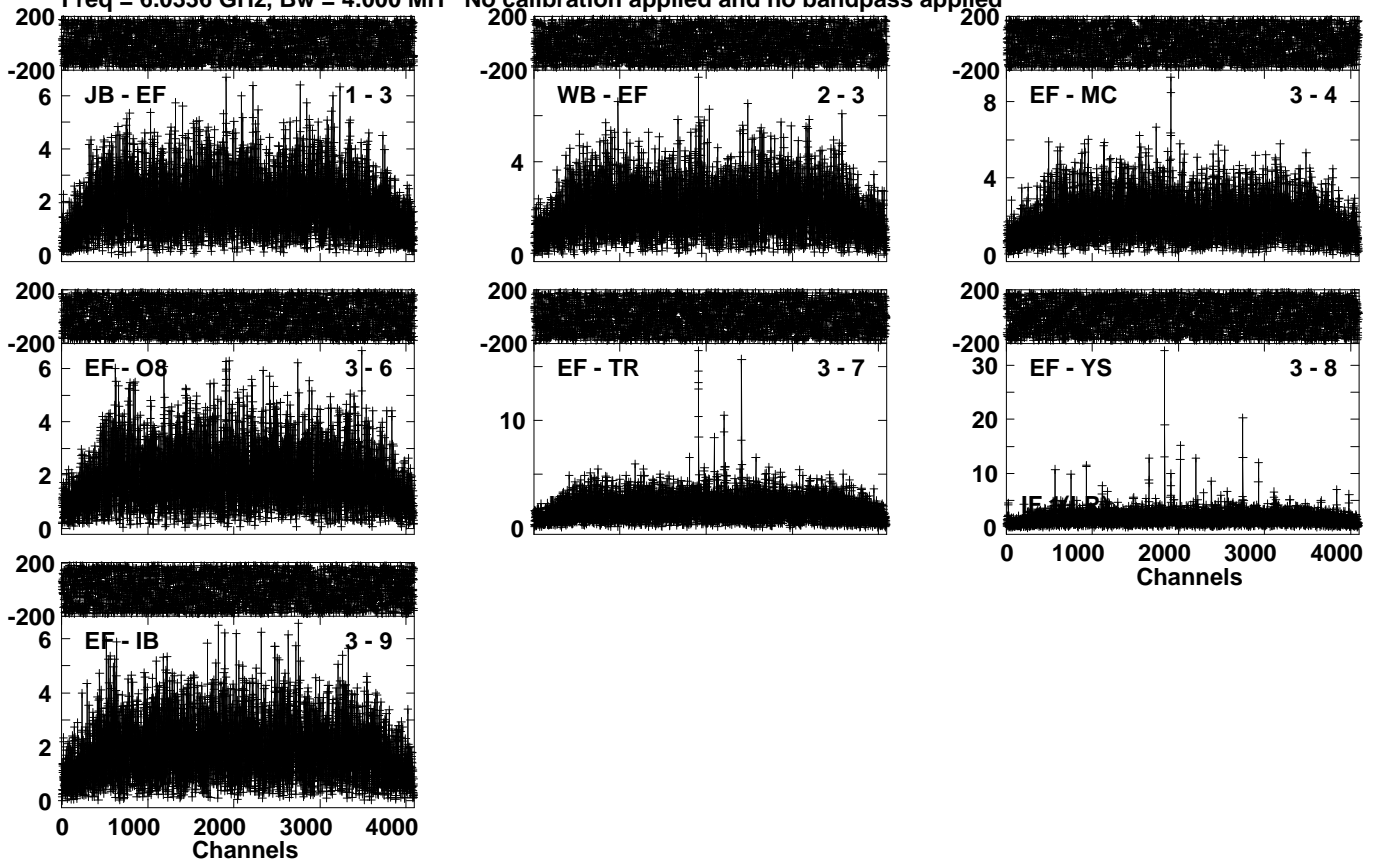 Freq = 6.0336 GHz, Bw = 4.000 MH No calibration applied and no bandpass applied
200 200 200
-200 -200 -200
JB - EF 1 - 3 WB - EF 2 - 3 EF - MC 3 - 4
6 8
4 4 4
2
0 0 0
200 200 200
-200 -200 -200
EF - O8 3 - 6 EF - TR 3 - 7 EF - YS 3 - 8
6 30
4 10 20
2 10
0 0 0
0 1000 2000 3000 4000
Channels
200
-200
EF - IB 3 - 9
6
4
2
0
0 1000 2000 3000 4000
Channels